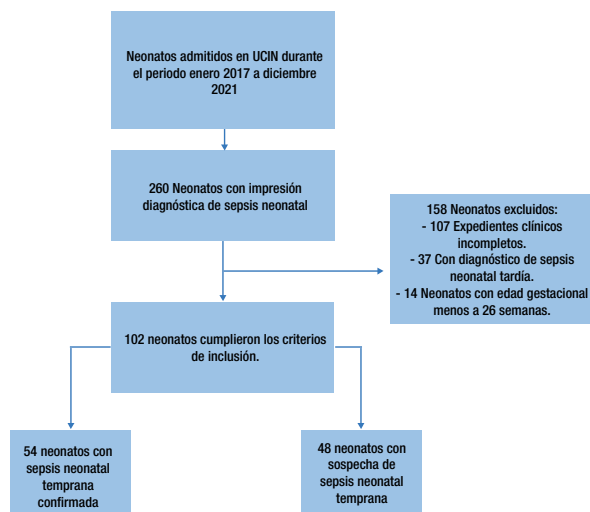 Neonatos admitidos en UCIN durante
el periodo enero 2017 a diciembre
2021
260 Neonatos con impresión
diagnóstica de sepsis neonatal
158 Neonatos excluidos:
- 107 Expedientes clínicos
incompletos.
- 37 Con diagnóstico de sepsis
neonatal tardía.
- 14 Neonatos con edad gestacional
menos a 26 semanas.
102 neonatos cumplieron los criterios
de inclusión.
54 neonatos con
sepsis neonatal
temprana
confirmada
48 neonatos con
sospecha de
sepsis neonatal
temprana